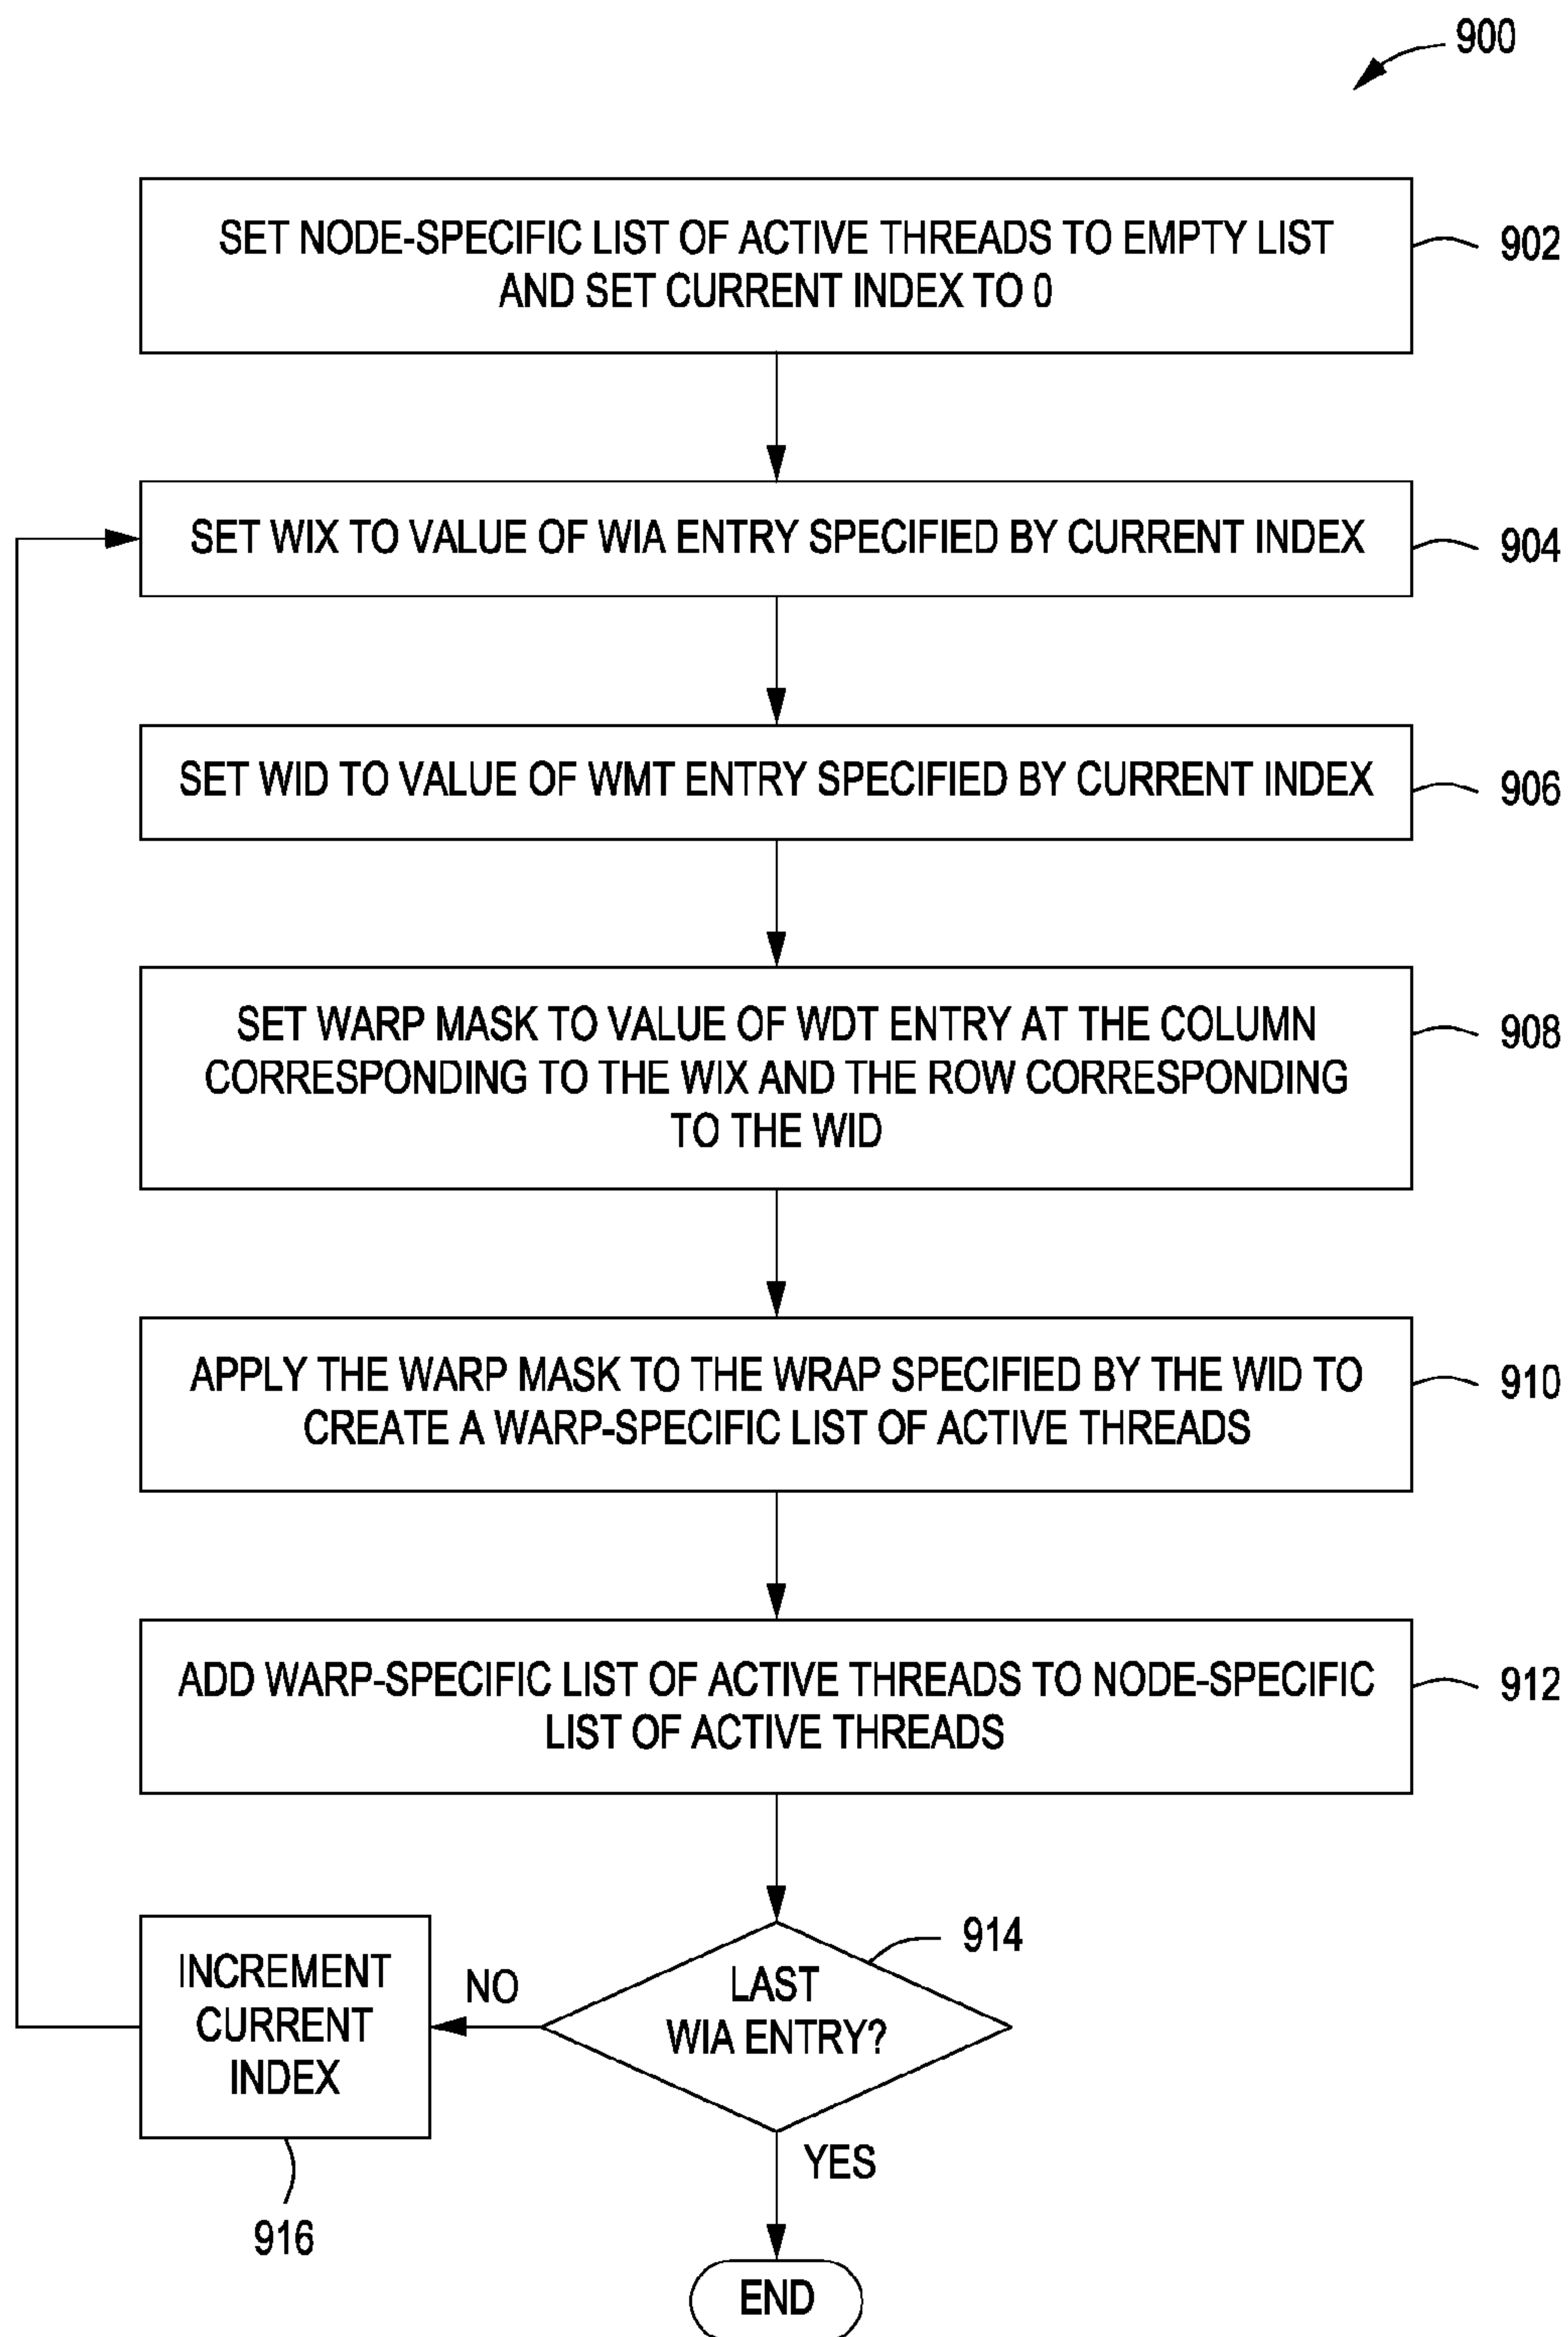 900
SET NODE-SPECIFIC LIST OF ACTIVE THREADS TO EMPTY LIST
AND SET CURRENT INDEX TO 0
902
SET WIX TO VALUE OF WIA ENTRY SPECIFIED BY CURRENT INDEX
904
SET WID TO VALUE OF WMT ENTRY SPECIFIED BY CURRENT INDEX
906
SET WARP MASK TO VALUE OF WDT ENTRY AT THE COLUMN
CORRESPONDING TO THE WIX AND THE ROW CORRESPONDING
TO THE WID
908
APPLY THE WARP MASK TO THE WRAP SPECIFIED BY THE WID TO
CREATE A WARP-SPECIFIC LIST OF ACTIVE THREADS
910
ADD WARP-SPECIFIC LIST OF ACTIVE THREADS TO NODE-SPECIFIC
LIST OF ACTIVE THREADS
912
914
LAST
WIA ENTRY?
NO
INCREMENT
CURRENT
INDEX
916
YES
END